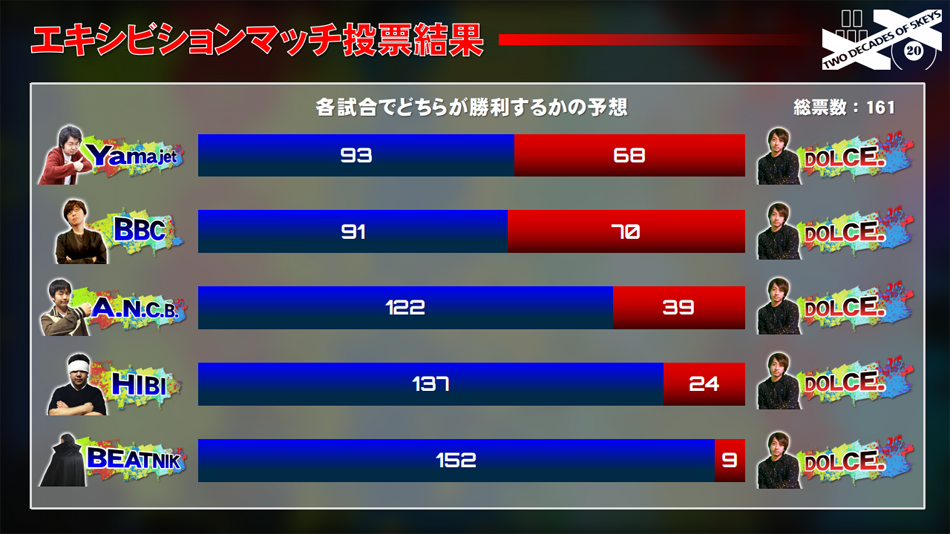 エキシビションマッチ投票結果
TWO DECADES OF 5KEYS
20
各試合でどちらが勝利するかの予想
総票数：161
Yamajet 93 68 DOLCE.
BBC 91 70 DOLCE.
A.N.C.B. 122 39 DOLCE.
HIBI 137 24 DOLCE.
BEATNIK 152 9 DOLCE.